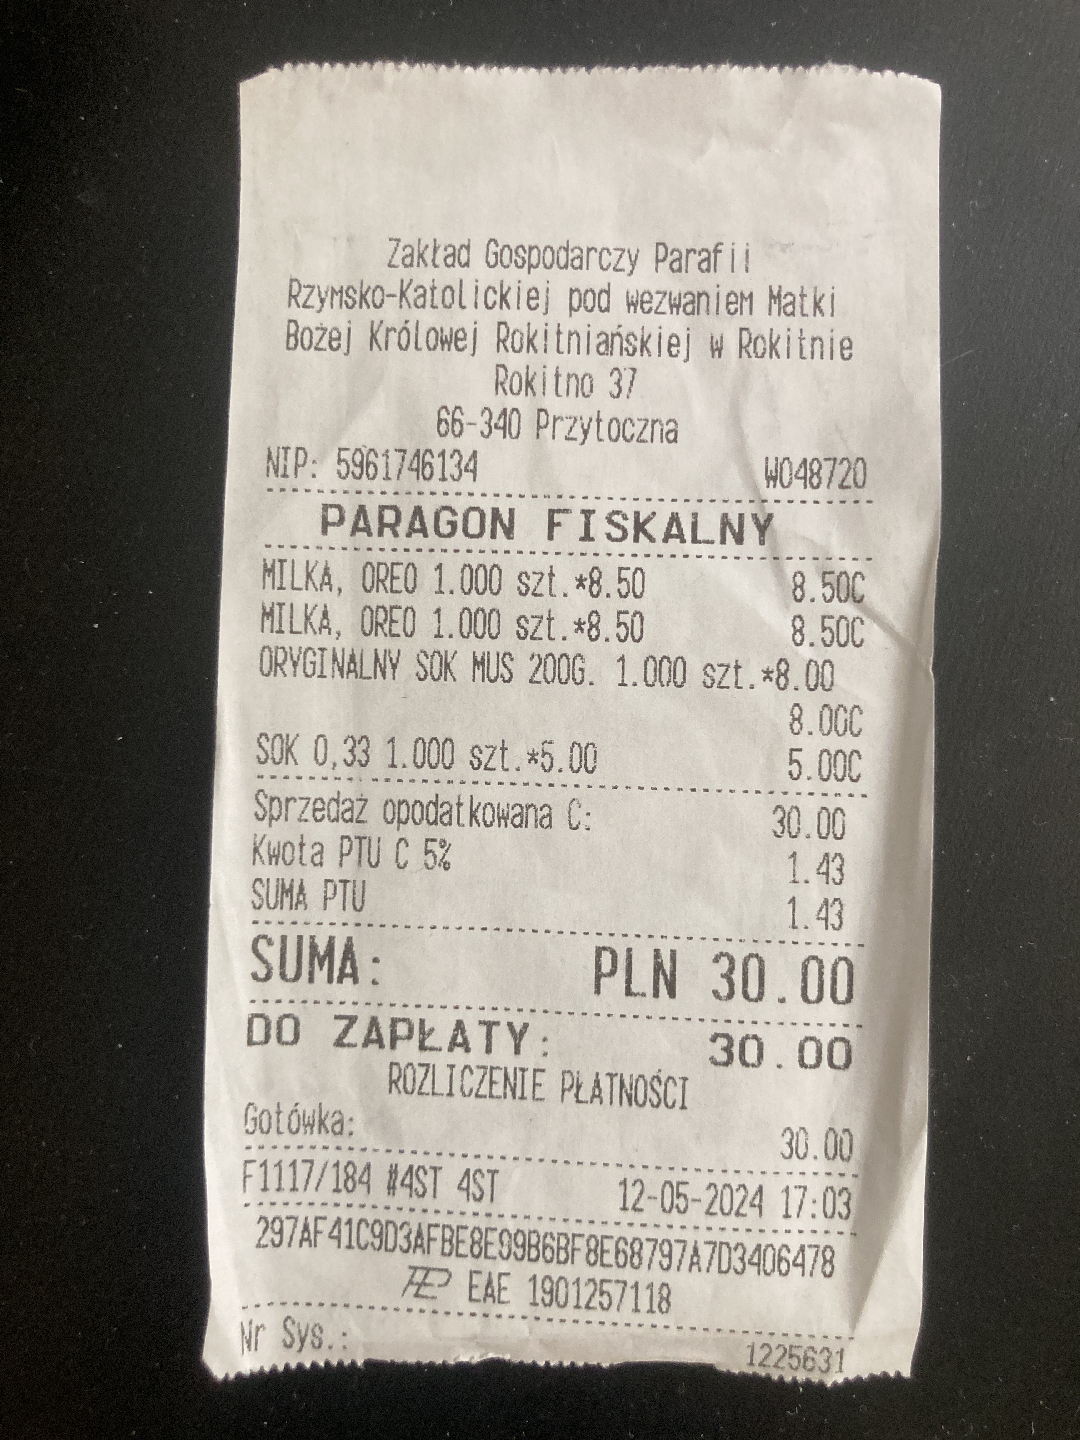 Zakład Gospodarczy Parafii
Rzymsko-Katolickiej pod wezwaniem Matki
Bożej Królowej Rokitniańskiej w Rokitnie
Rokitno 37
66-340 Przytoczna
NIP: 5961746134 W048720
PARAGON FISKALNY
MILKA, OREO 1.000 szt.*8.50 8.50C
MILKA, OREO 1.000 szt.*8.50 8.50C
ORYGINALNY SOK MUS 200G. 1.000 szt.*8.00
8.00C
SOK 0,33 1.000 szt.*5.00 5.00C
Sprzedaż opodatkowana C: 30.00
Kwota PTU C 5% 1.43
SUMA PTU 1.43
SUMA: PLN 30.00
DO ZAPŁATY: 30.00
ROZLICZENIE PŁATNOŚCI
Gotówka: 30.00
F1117/184 #4ST 4ST 12-05-2024 17:03
297AF41C9D3AFBE8E99B6BF8E68797A7D3406478
EAE 1901257118
Nr Sys.: 1225631